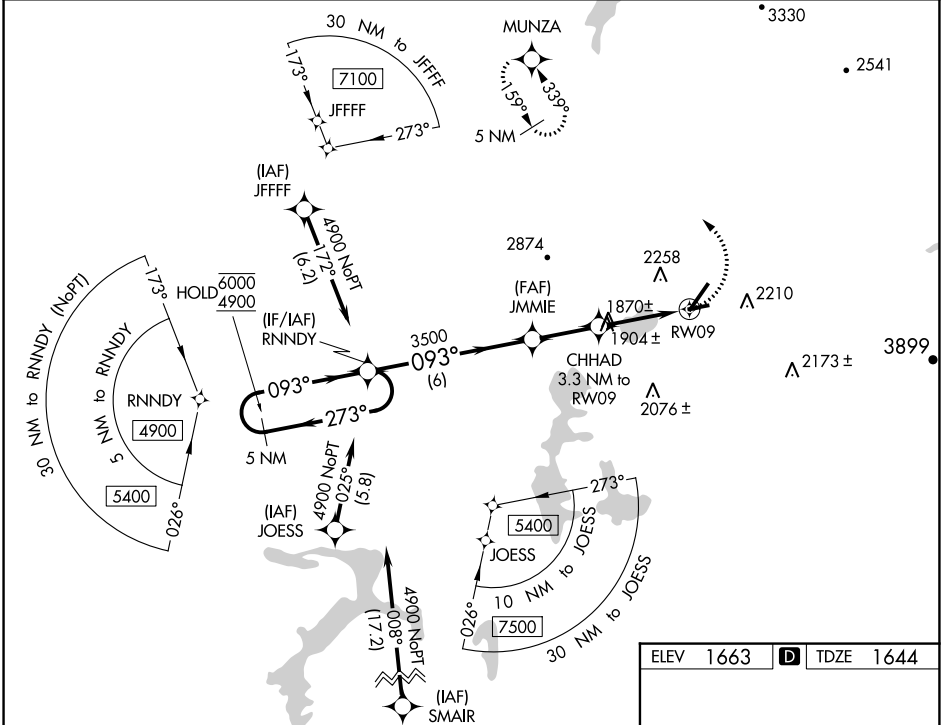 30 NM to JFFFF
173°
7100
JFFFF
273°
MUNZA
159°
339°
5 NM
3330
2541
(IAF)
JFFFF
4900 NoPT
172°
(6.2)
2874
2258
2210
(FAF)
JMMIE
1870±
1904±
RW09
30 NM to RNNDY (NoPT)
173°
5 NM to RNNDY
RNNDY
4900
5400
026°
HOLD
6000
4900
(IF/IAF)
RNNDY
3500
093°
(6)
093°
273°
5 NM
CHHAD
3.3 NM to
RW09
2173 ±
3899
2076 ±
4900 NoPT
025°
(5.8)
(IAF)
JOESS
273°
5400
JOESS
10 NM to JOESS
026°
7500
30 NM to JOESS
4900 NoPT
008°
(17.2)
(IAF)
SMAIR
ELEV 1663 D TDZE 1644